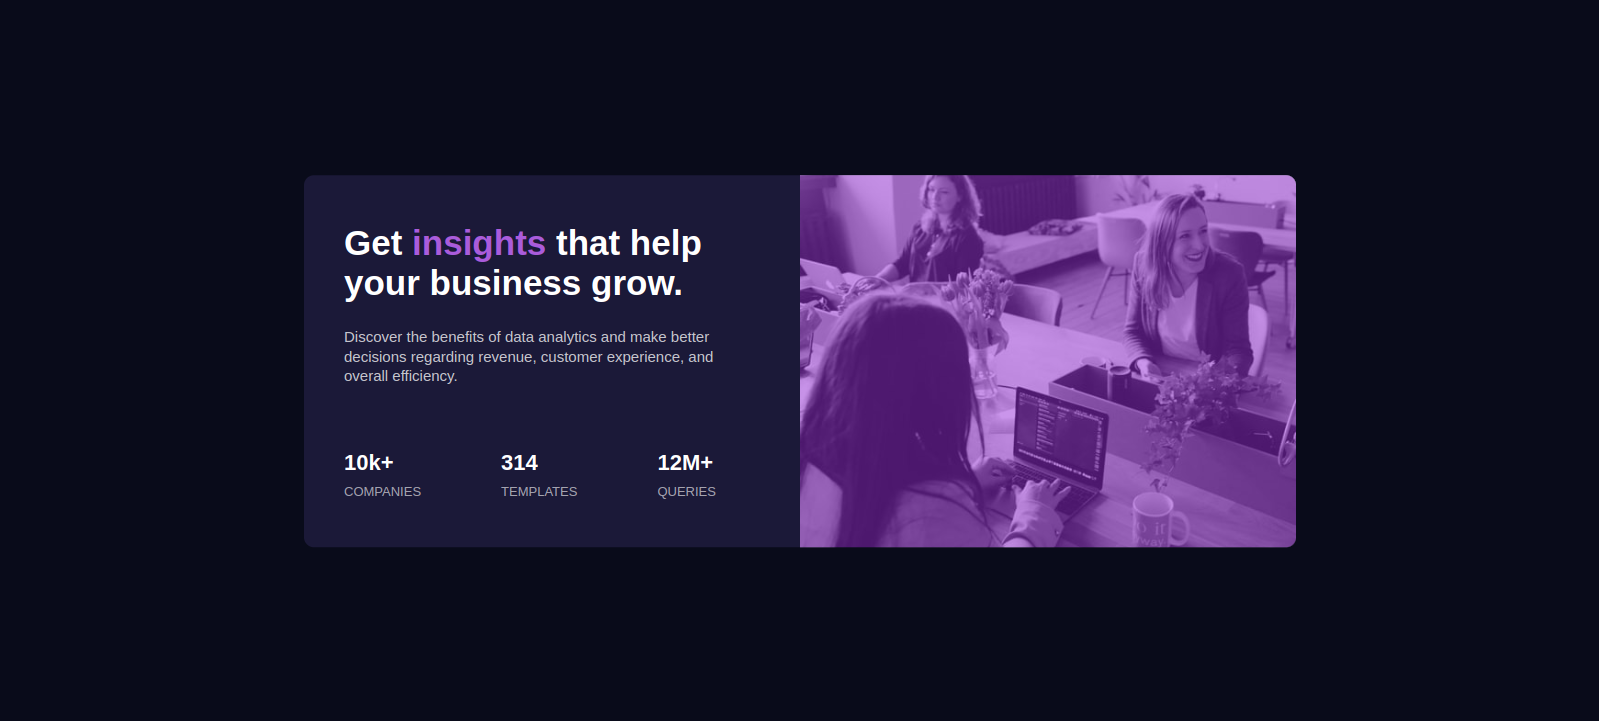 Get insights that help
your business grow.
Discover the benefits of data analytics and make better
decisions regarding revenue, customer experience, and
overall efficiency.
10k+ 314 12M+
COMPANIES TEMPLATES QUERIES